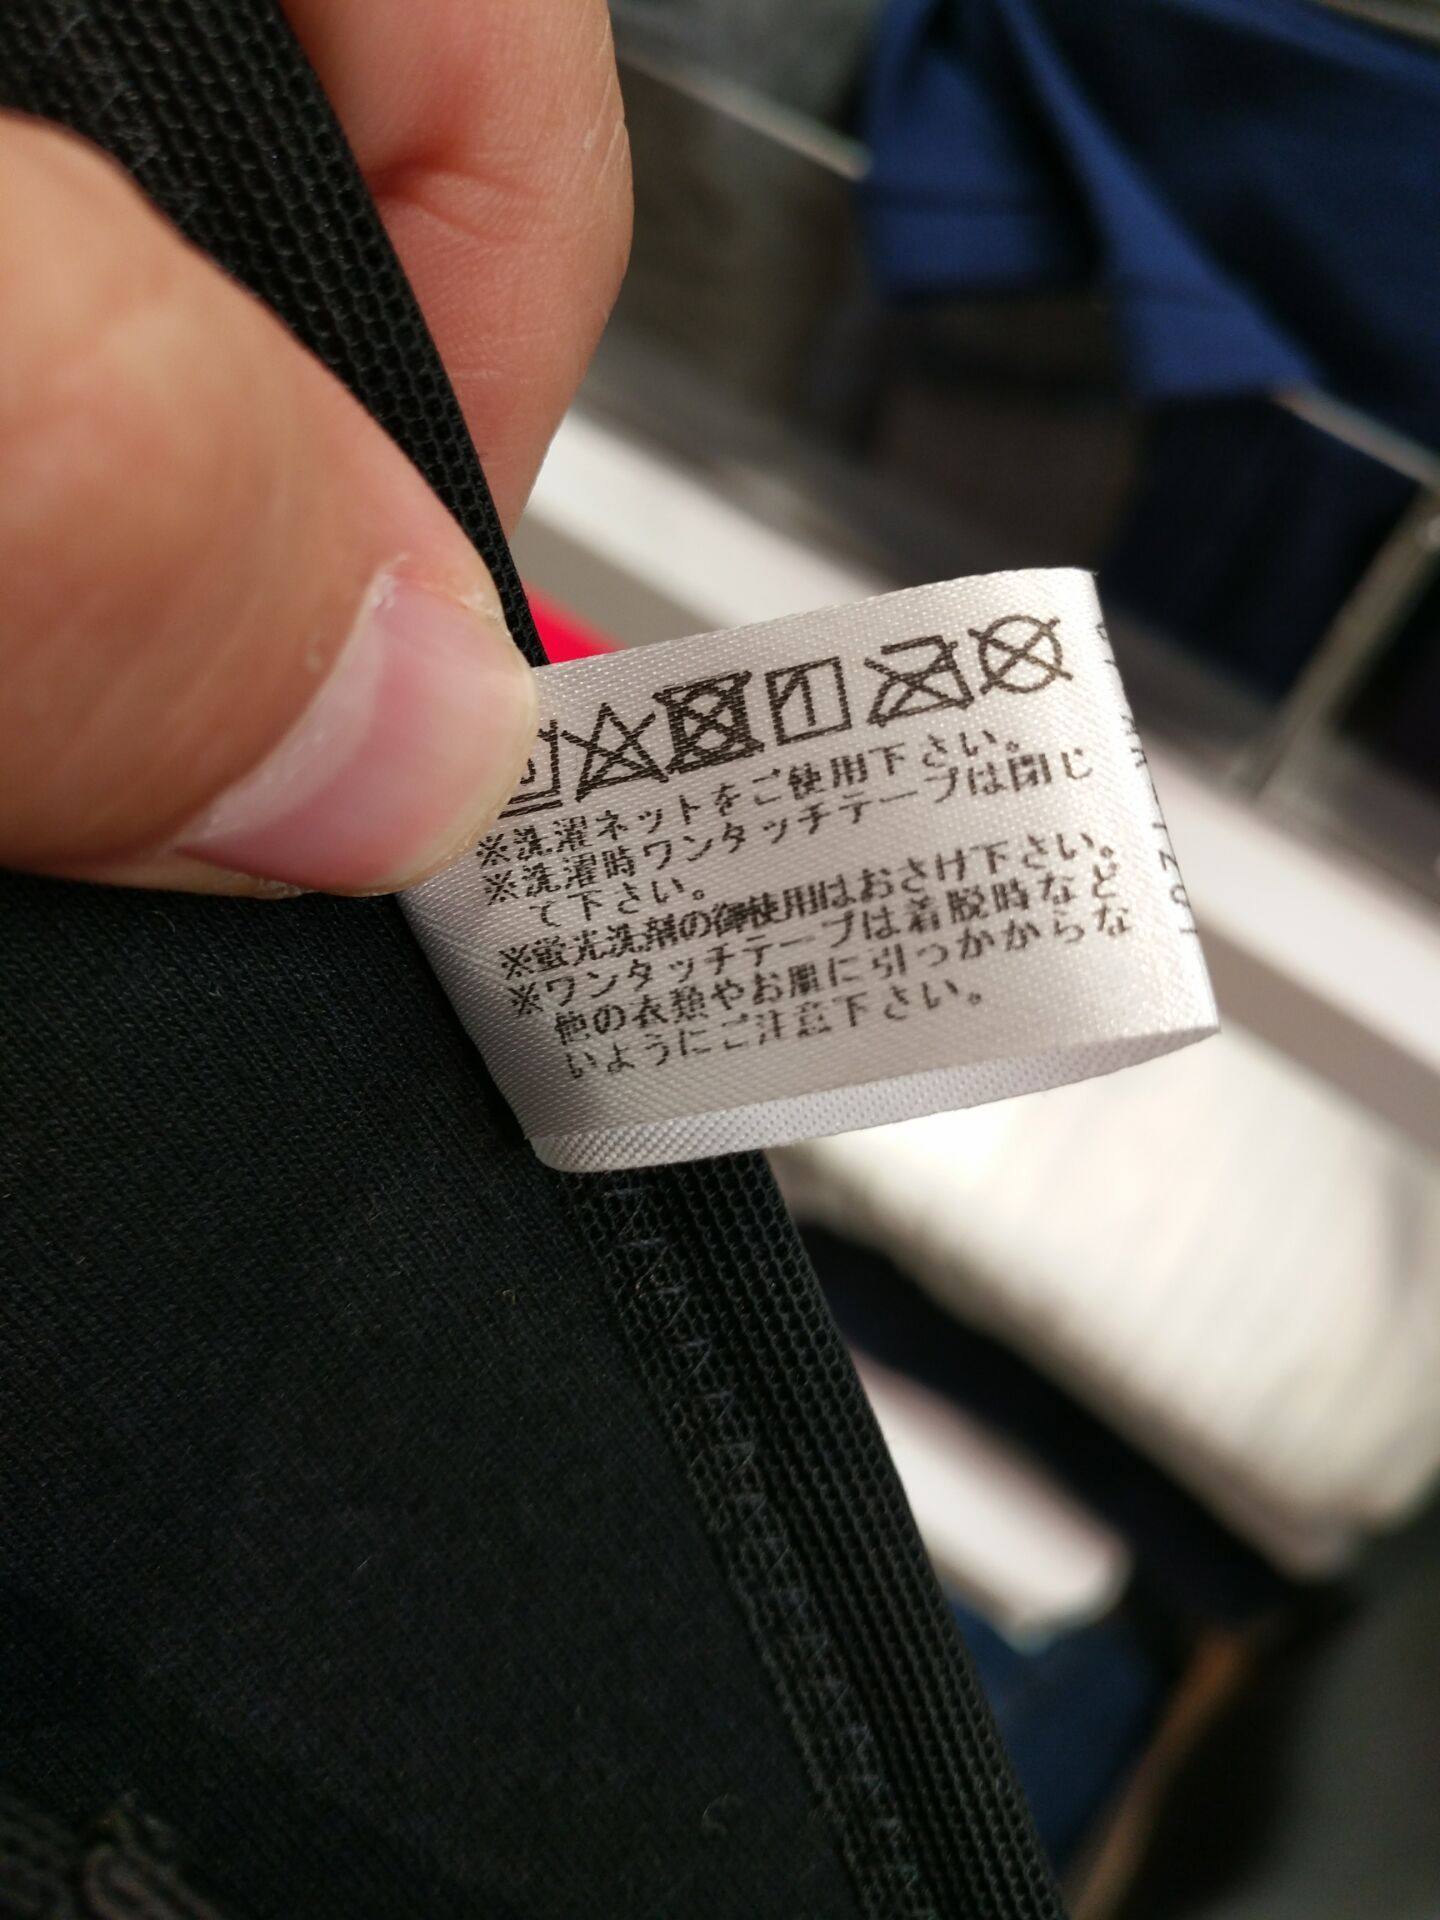 ※洗濯ネットをご使用下さい。
※洗濯時ワンタッチテープは閉じ
て下さい。
※蛍光洗剤の御使用はおさけ下さい。
※ワンタッチテープは着脱時など
他の衣類やお肌に引っかからな
いようにご注意下さい。